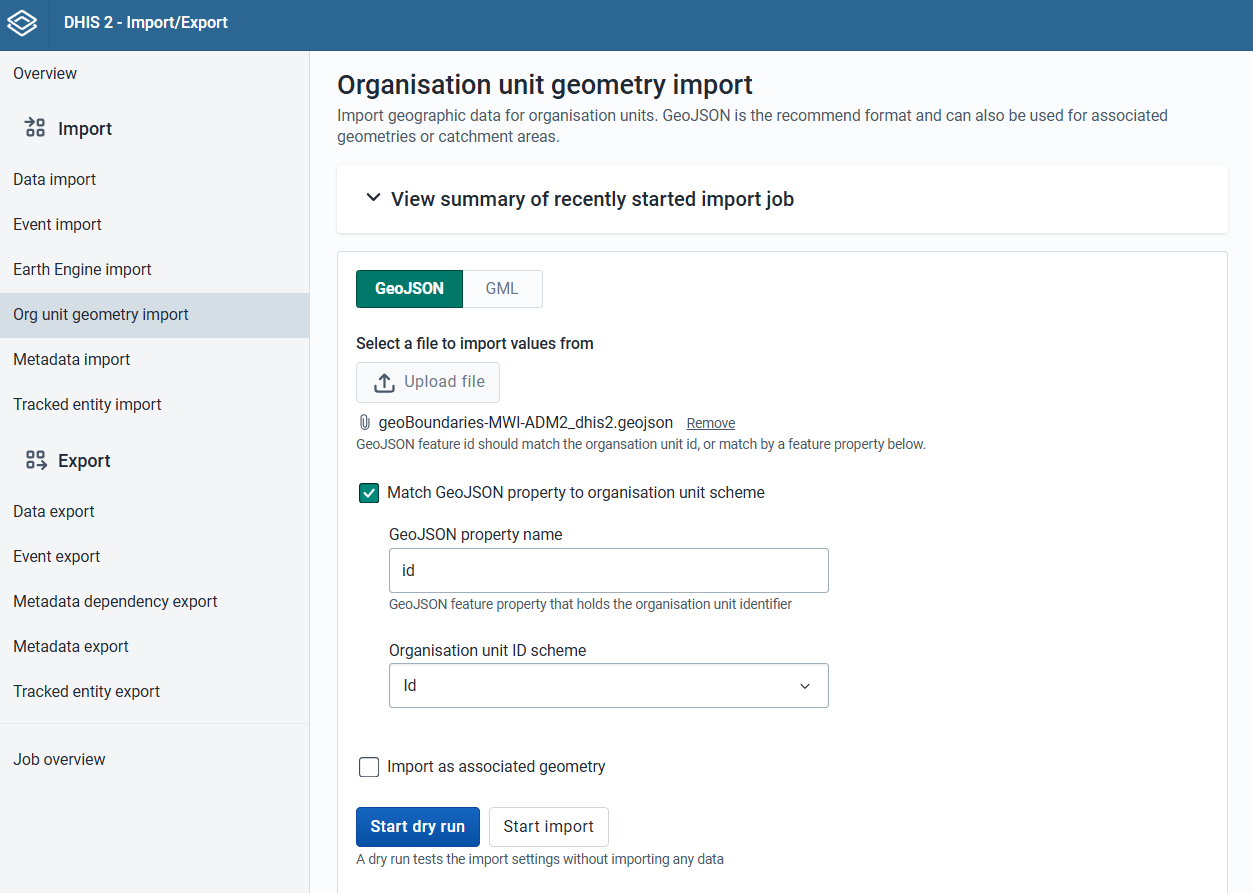 DHIS 2 - Import/Export
Overview
Import
Data import
Event import
Earth Engine import
Org unit geometry import
Metadata import
Tracked entity import
Export
Data export
Event export
Metadata dependency export
Metadata export
Tracked entity export
Job overview
Organisation unit geometry import
Import geographic data for organisation units. GeoJSON is the recommend format and can also be used for associated
geometries or catchment areas.
View summary of recently started import job
GeoJSON GML
Select a file to import values from
Upload file
geoBoundaries-MWI-ADM2_dhis2.geojson Remove
GeoJSON feature id should match the organsation unit id, or match by a feature property below.
Match GeoJSON property to organisation unit scheme
GeoJSON property name
id
GeoJSON feature property that holds the organisation unit identifier
Organisation unit ID scheme
Id
Import as associated geometry
Start dry run Start import
A dry run tests the import settings without importing any data